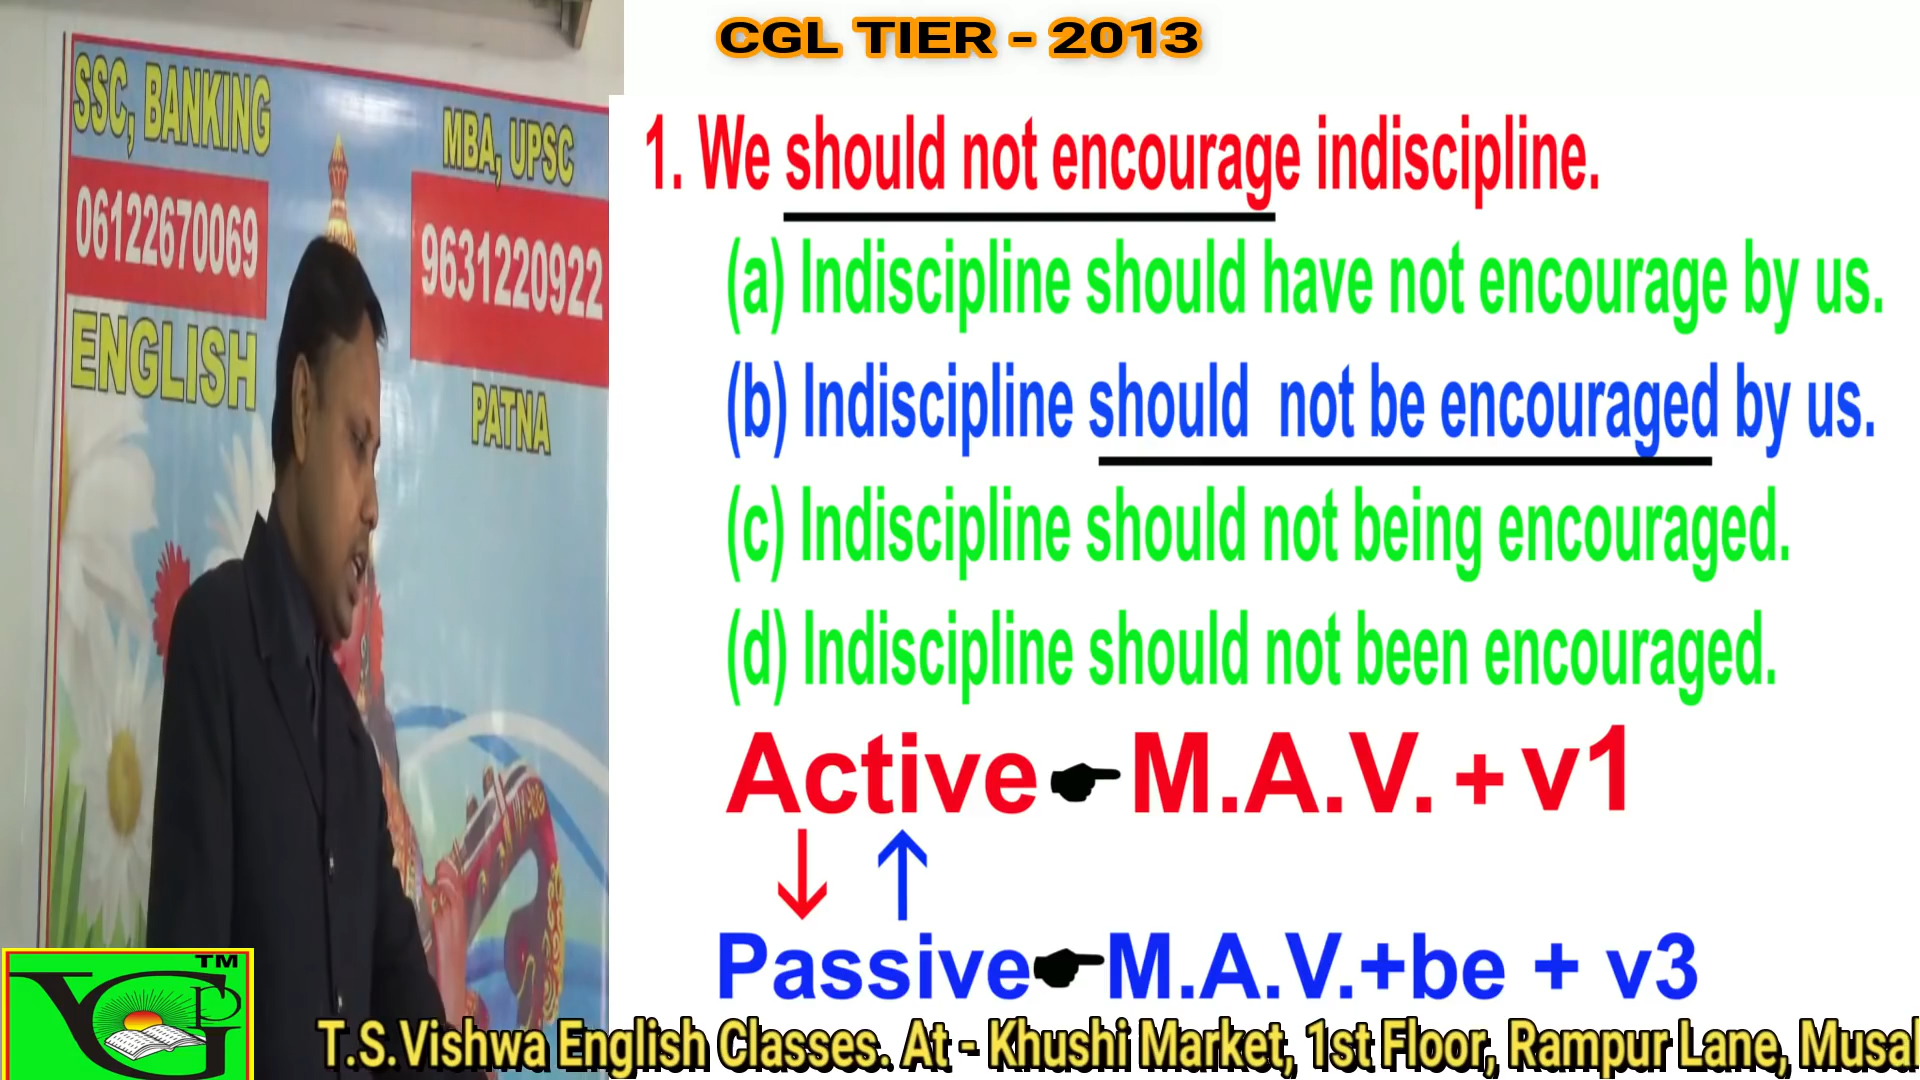 CGL TIER - 2013
SSC, BANKING
MBA, UPSC
06122670069
9631220922
ENGLISH
PATNA
1. We should not encourage indiscipline.
(a) Indiscipline should have not encourage by us.
(b) Indiscipline should not be encouraged by us.
(c) Indiscipline should not being encouraged.
(d) Indiscipline should not been encouraged.
Active M.A.V. + v1
Passive M.A.V.+be + v3
TM
VGP
T.S.Vishwa English Classes. At - Khushi Market, 1st Floor, Rampur Lane, Musal